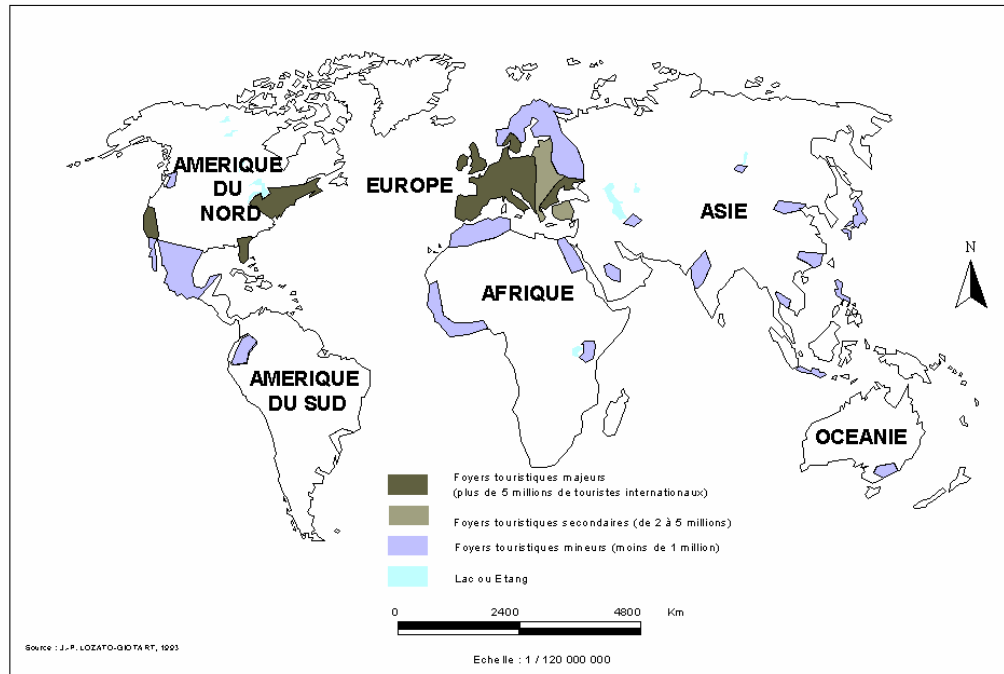 AMÉRIQUE
DU
NORD
EUROPE
ASIE
N
AFRIQUE
AMÉRIQUE
DU SUD
OCEANIE
Foyers touristiques majeurs
(plus de 5 millions de touristes internationaux)
Foyers touristiques secondaires (de 2 à 5 millions)
Foyers touristiques mineurs (moins de 1 million)
Lac ou Etang
0 2400 4800 Km
Source : J.-P. LOZATO-GIOTART, 1993
Echelle : 1 / 120 000 000